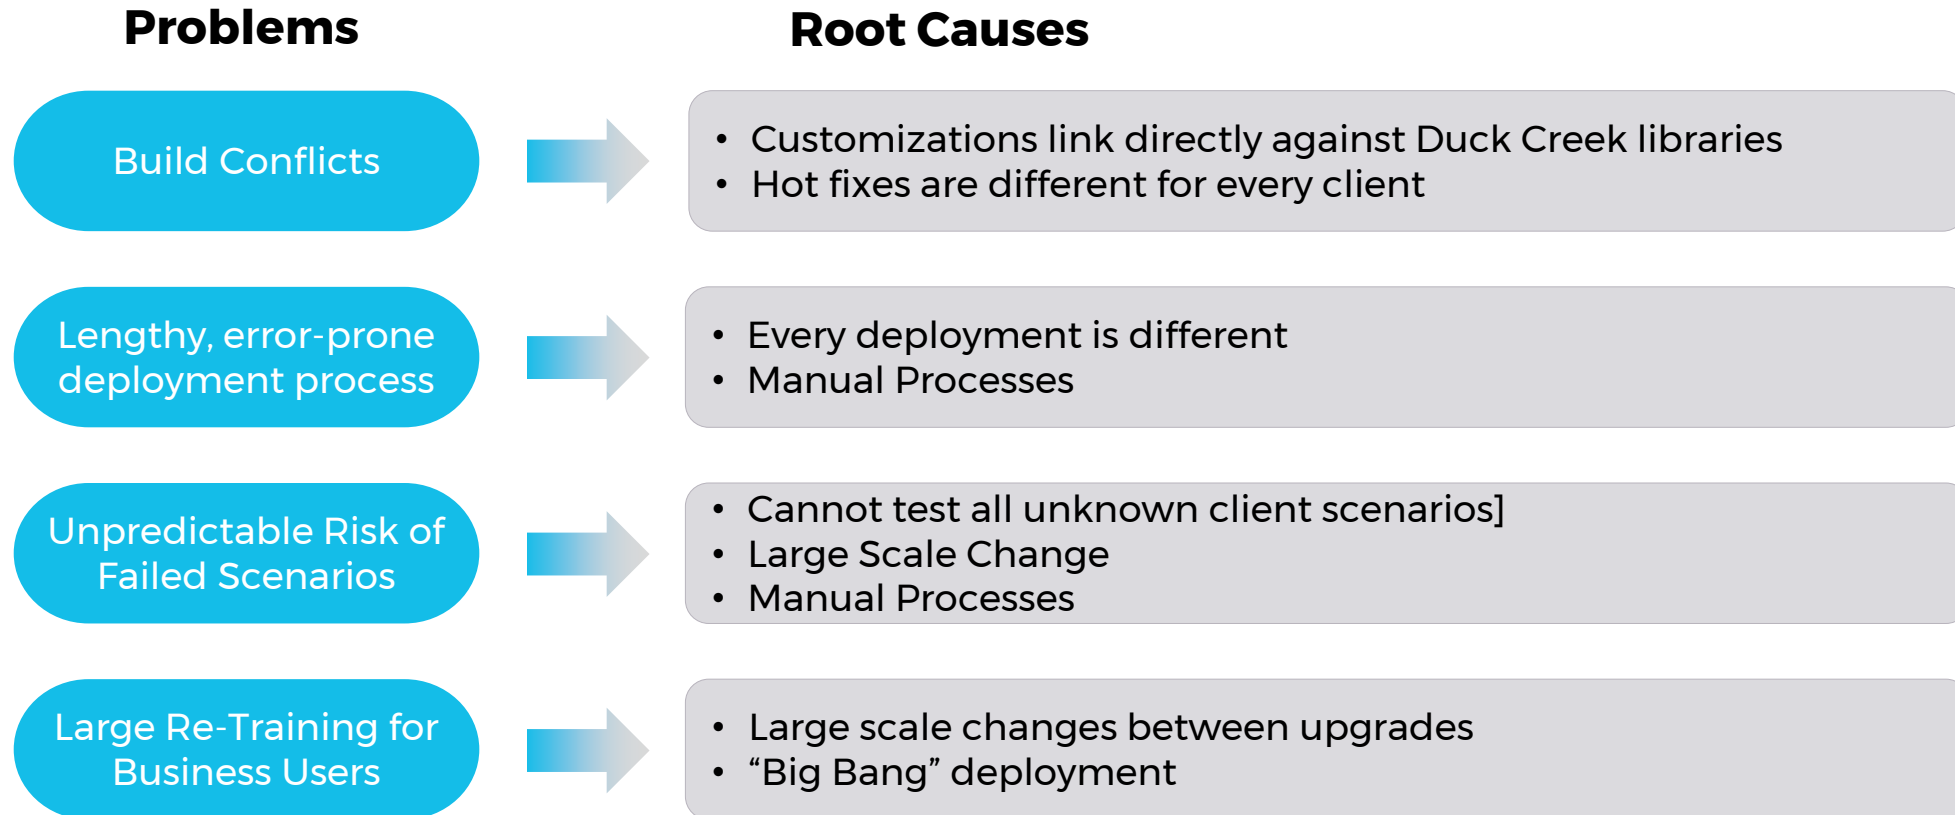 Problems
Root Causes
Build Conflicts
• Customizations link directly against Duck Creek libraries
• Hot fixes are different for every client
Lengthy, error-prone
deployment process
• Every deployment is different
• Manual Processes
Unpredictable Risk of
Failed Scenarios
• Cannot test all unknown client scenarios]
• Large Scale Change
• Manual Processes
Large Re-Training for
Business Users
• Large scale changes between upgrades
• “Big Bang” deployment